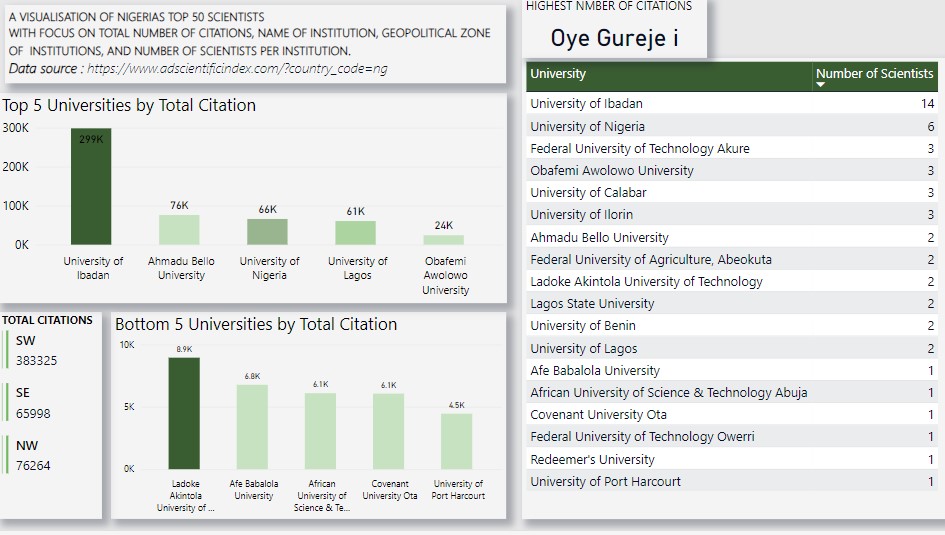 A VISUALISATION OF NIGERIAS TOP 50 SCIENTISTS
WITH FOCUS ON TOTAL NUMBER OF CITATIONS, NAME OF INSTITUTION, GEOPOLITICAL ZONE
OF INSTITUTIONS, AND NUMBER OF SCIENTISTS PER INSTITUTION.
Data source : https://www.adscientificindex.com/?country_code=ng
HIGHEST NMBER OF CITATIONS
Oye Gureje i
Top 5 Universities by Total Citation
300K
200K
100K
0K
299K
76K
66K
61K
24K
University of
Ibadan
Ahmadu Bello
University
University of
Nigeria
University of
Lagos
Obafemi
Awolowo
University
TOTAL CITATIONS
SW
383325
SE
65998
NW
76264
Bottom 5 Universities by Total Citation
10K
5K
0K
8.9K
6.8K
6.1K
6.1K
4.5K
Ladoke
Akintola
University of ...
Afe Babalola
University
African
University of
Science & Te...
Covenant
University Ota
University of
Port Harcourt
University Number of Scientists
University of Ibadan 14
University of Nigeria 6
Federal University of Technology Akure 3
Obafemi Awolowo University 3
University of Calabar 3
University of Ilorin 3
Ahmadu Bello University 2
Federal University of Agriculture, Abeokuta 2
Ladoke Akintola University of Technology 2
Lagos State University 2
University of Benin 2
University of Lagos 2
Afe Babalola University 1
African University of Science & Technology Abuja 1
Covenant University Ota 1
Federal University of Technology Owerri 1
Redeemer's University 1
University of Port Harcourt 1